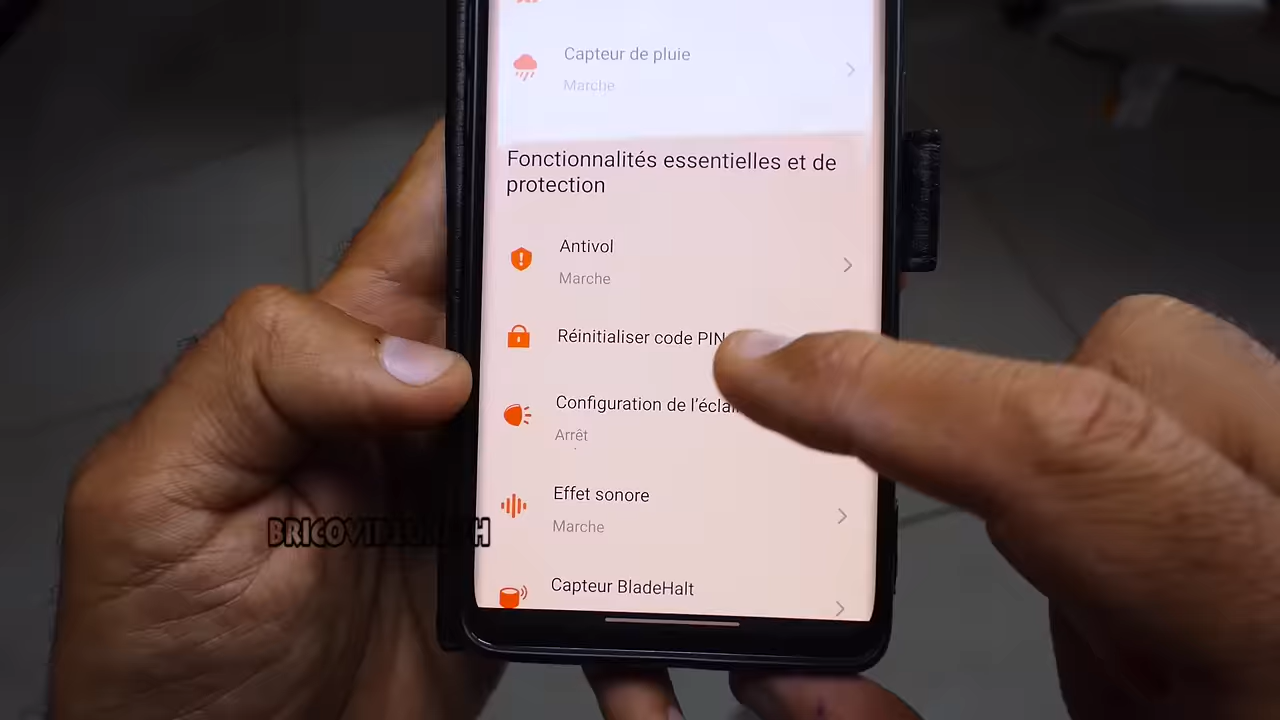 Capteur de pluie
Marche
Fonctionnalités essentielles et de
protection
Antivol
Marche
Réinitialiser code PIN
Configuration de l'éclai
Arrêt
Effet sonore
Marche
Capteur BladeHalt